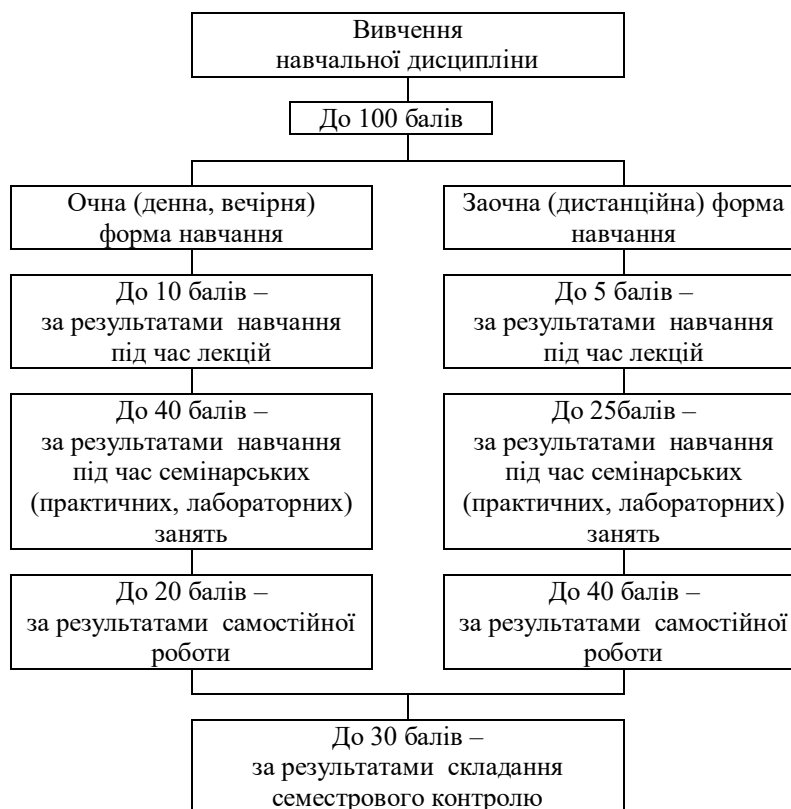 Вивчення
навчальної дисципліни
До 100 балів
Очна (денна, вечірня)
форма навчання
До 10 балів –
за результатами навчання
під час лекцій
До 40 балів –
за результатами навчання
під час семінарських
(практичних, лабораторних)
занять
До 20 балів –
за результатами самостійної
роботи
Заочна (дистанційна) форма
навчання
До 5 балів –
за результатами навчання
під час лекцій
До 25балів –
за результатами навчання
під час семінарських
(практичних, лабораторних)
занять
До 40 балів –
за результатами самостійної
роботи
До 30 балів –
за результатами складання
семестрового контролю